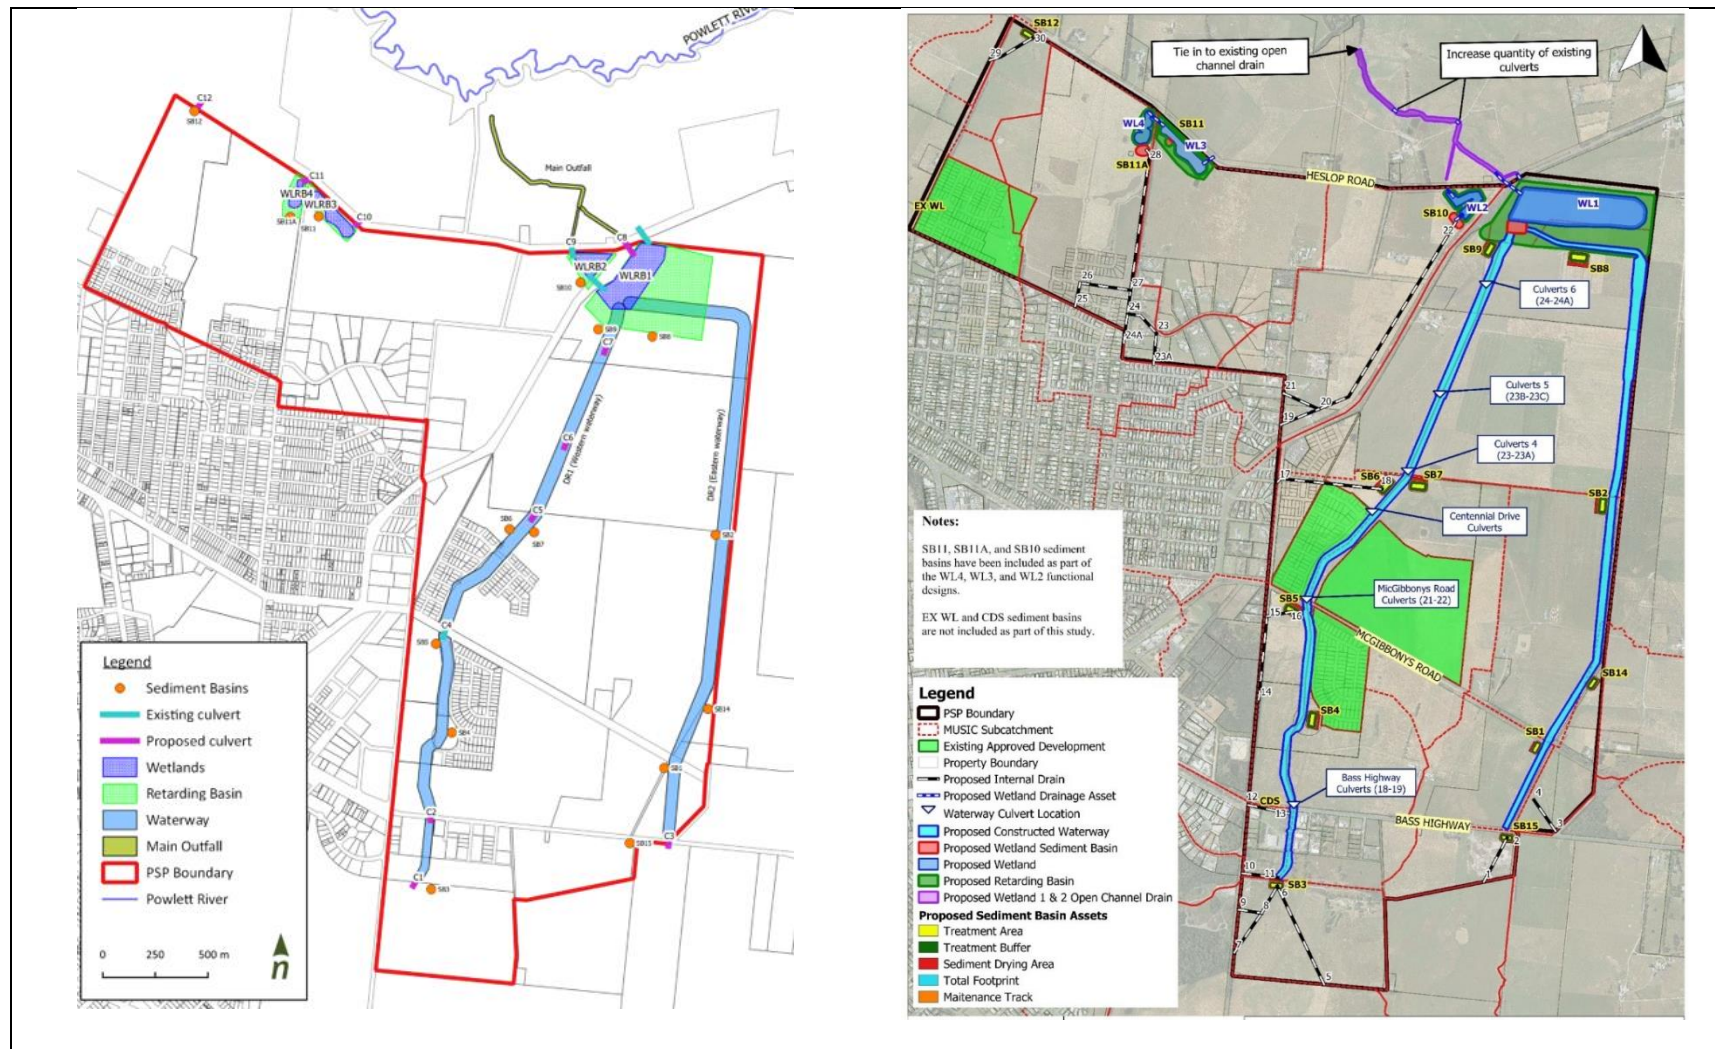 POWLETT RIVER
C12
SB12
Main Outfall
C11
WLRB4
WLRB3
SB11A
SB11
C10
C9
C8
WLRB2
WLRB1
SB10
SB9
SB8
C7
C6
DR1 (Western waterway)
DR2 (Eastern waterway)
C5
SB6
SB7
SB2
C4
SB5
SB4
SB14
SB1
C2
C3
SB15
C1
SB3
Legend
Sediment Basins
Existing culvert
Proposed culvert
Wetlands
Retarding Basin
Waterway
Main Outfall
PSP Boundary
Powlett River
0 250 500 m
n
SB12
30
29
Tie in to existing open
channel drain
Increase quantity of existing
culverts
WL4
SB11
WL3
SB11A
28
HESLOP ROAD
EX WL
WL2
SB10
22
WL1
SB9
SB8
26
27
25
24
23
24A
23A
Culverts 6
(24-24A)
21
20
19
Culverts 5
(23B-23C)
Culverts 4
(23-23A)
17
SB6
18
SB7
SB2
Centennial Drive
Culverts
Notes:
SB11, SB11A, and SB10 sediment
basins have been included as part of
the WL4, WL3, and WL2 functional
designs.
EX WL and CDS sediment basins
are not included as part of this study.
MicGibbonys Road
Culverts (21-22)
SB5
15
16
MCGIBBONYS ROAD
14
SB14
SB4
SB1
Bass Highway
Culverts (18-19)
12
CDS
13
4
3
BASS HIGHWAY
SB15
2
1
10
11
SB3
6
9
8
7
5
Legend
PSP Boundary
MUSIC Subcatchment
Existing Approved Development
Property Boundary
Proposed Internal Drain
Proposed Wetland Drainage Asset
Waterway Culvert Location
Proposed Constructed Waterway
Proposed Wetland Sediment Basin
Proposed Wetland
Proposed Retarding Basin
Proposed Wetland 1 & 2 Open Channel Drain
Proposed Sediment Basin Assets
Treatment Area
Treatment Buffer
Sediment Drying Area
Total Footprint
Maitenance Track